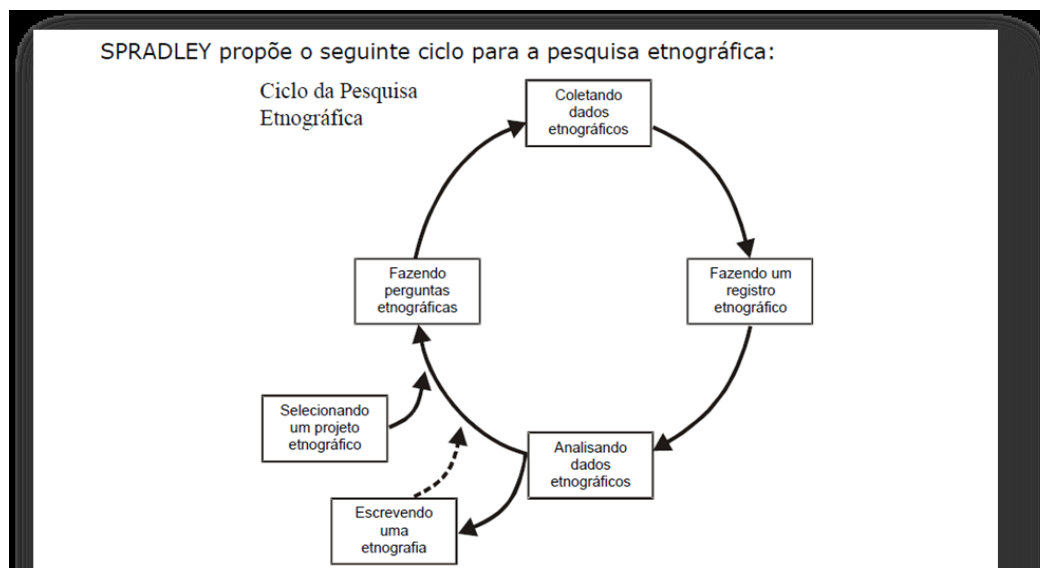 SPRADLEY propõe o seguinte ciclo para a pesquisa etnográfica:
Ciclo da Pesquisa
Etnográfica
Coletando
dados
etnográficos
Fazendo
perguntas
etnográficas
Fazendo um
registro
etnográfico
Selecionando
um projeto
etnográfico
Analisando
dados
etnográficos
Escrevendo
uma
etnografia